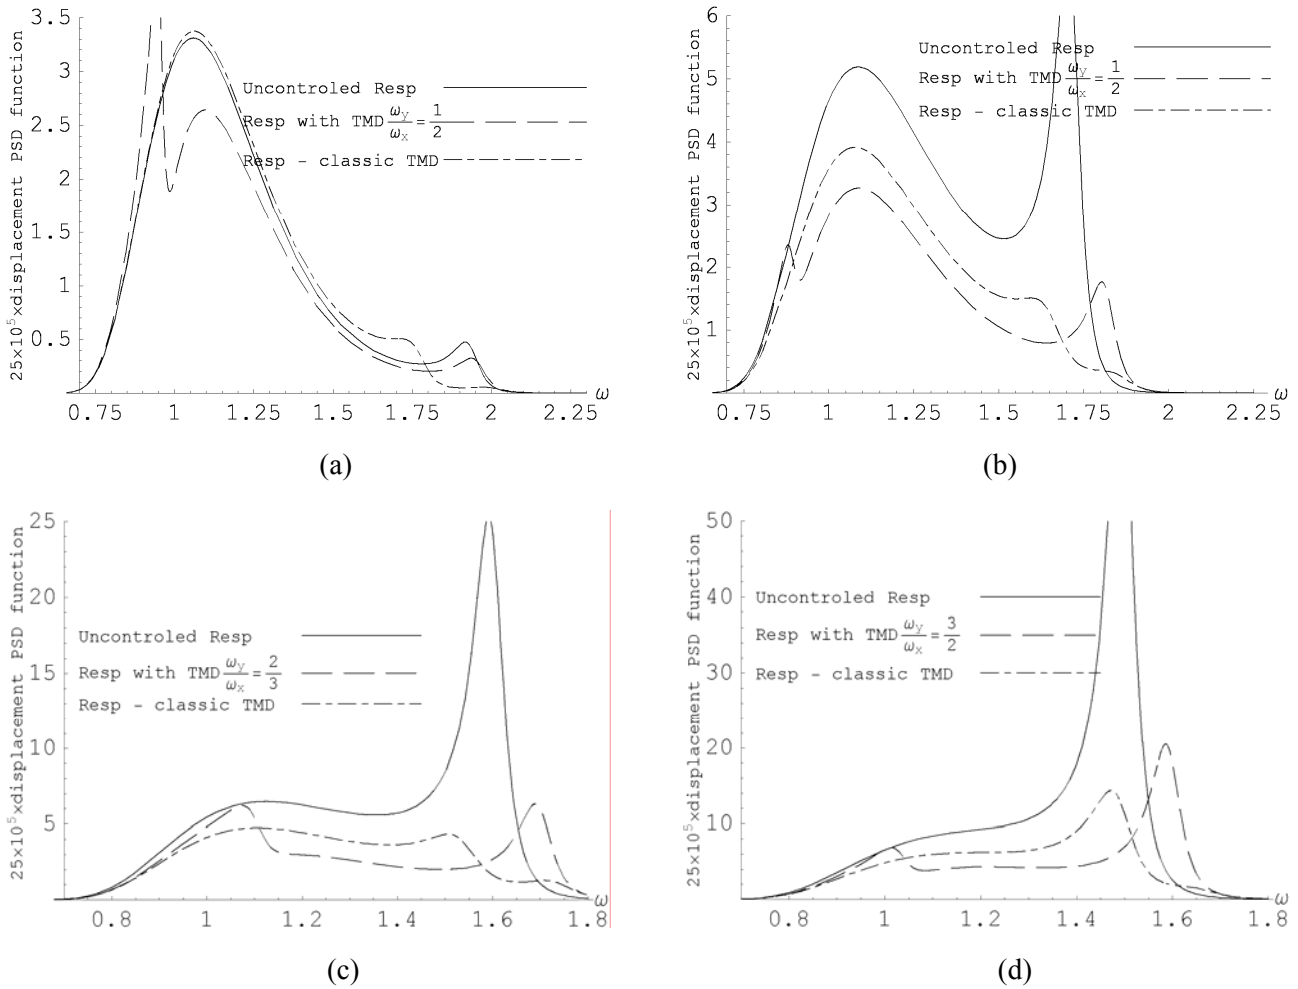 25×10⁵×displacement PSD function
3.5
3
2.5
2
1.5
1
0.5
Uncontroled Resp
Resp with TMD ωy/ωx = 1/2
Resp - classic TMD
0.75 1 1.25 1.5 1.75 2 2.25 ω
(a)
25×10⁵×displacement PSD function
6
5
4
3
2
1
Uncontroled Resp
Resp with TMD ωy/ωx = 1/2
Resp - classic TMD
0.75 1 1.25 1.5 1.75 2 2.25 ω
(b)
25×10⁵×displacement PSD function
25
20
15
10
5
Uncontroled Resp
Resp with TMD ωy/ωx = 2/3
Resp - classic TMD
0.8 1 1.2 1.4 1.6 1.8 ω
(c)
25×10⁵×displacement PSD function
50
40
30
20
10
Uncontroled Resp
Resp with TMD ωy/ωx = 3/2
Resp - classic TMD
0.8 1 1.2 1.4 1.6 1.8 ω
(d)